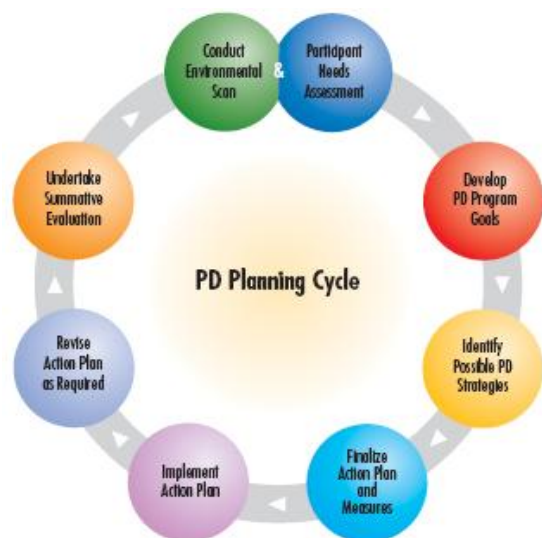 Conduct
Environmental
Scan
&
Participant
Needs
Assessment
Develop
PD Program
Goals
Identify
Possible PD
Strategies
Finalize
Action Plan
and
Measures
Implement
Action Plan
Revise
Action Plan
as Required
Undertake
Summative
Evaluation
PD Planning Cycle